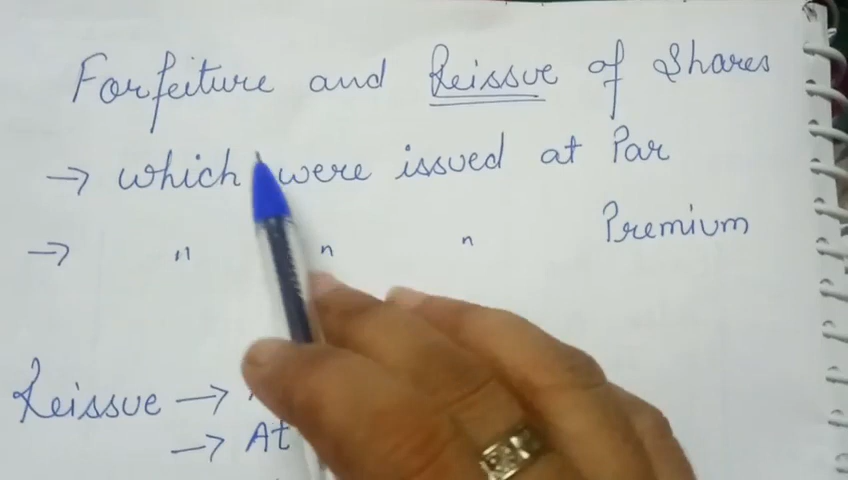 Forfeiture and Reissue of Shares
→ which were issued at Par
→ " " " Premium
Reissue →
→ At